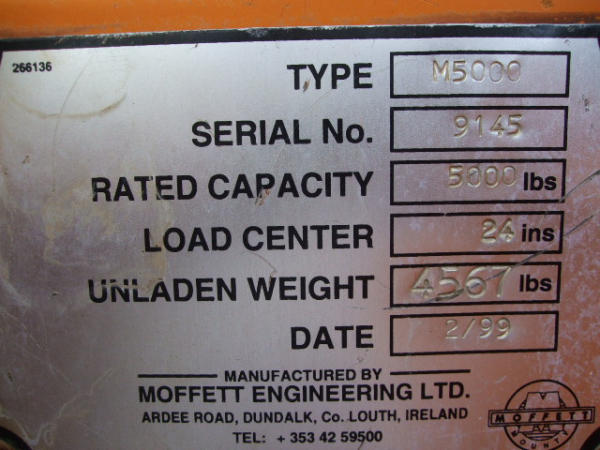 266136
TYPE M5000
SERIAL No. 9145
RATED CAPACITY 5000 lbs
LOAD CENTER 24 ins
UNLADEN WEIGHT 4567 lbs
DATE 2/99
MANUFACTURED BY
MOFFETT ENGINEERING LTD.
ARDEE ROAD, DUNDALK, Co. LOUTH, IRELAND
TEL: + 353 42 59500
MOFFETT
MOUNTY